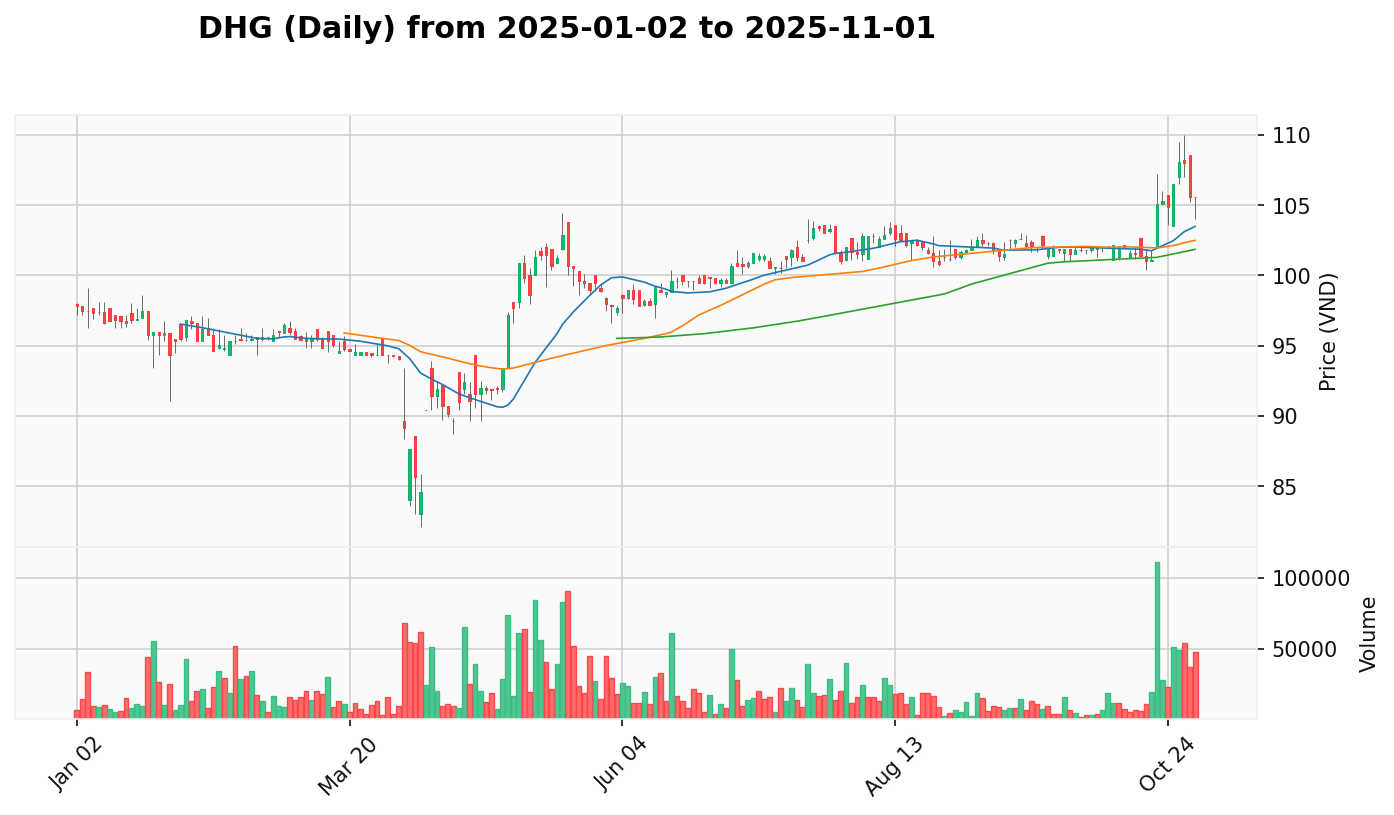 DHG (Daily) from 2025-01-02 to 2025-11-01
110
105
100
95
90
85
Price (VND)
100000
50000
Volume
Jan 02
Mar 20
Jun 04
Aug 13
Oct 24